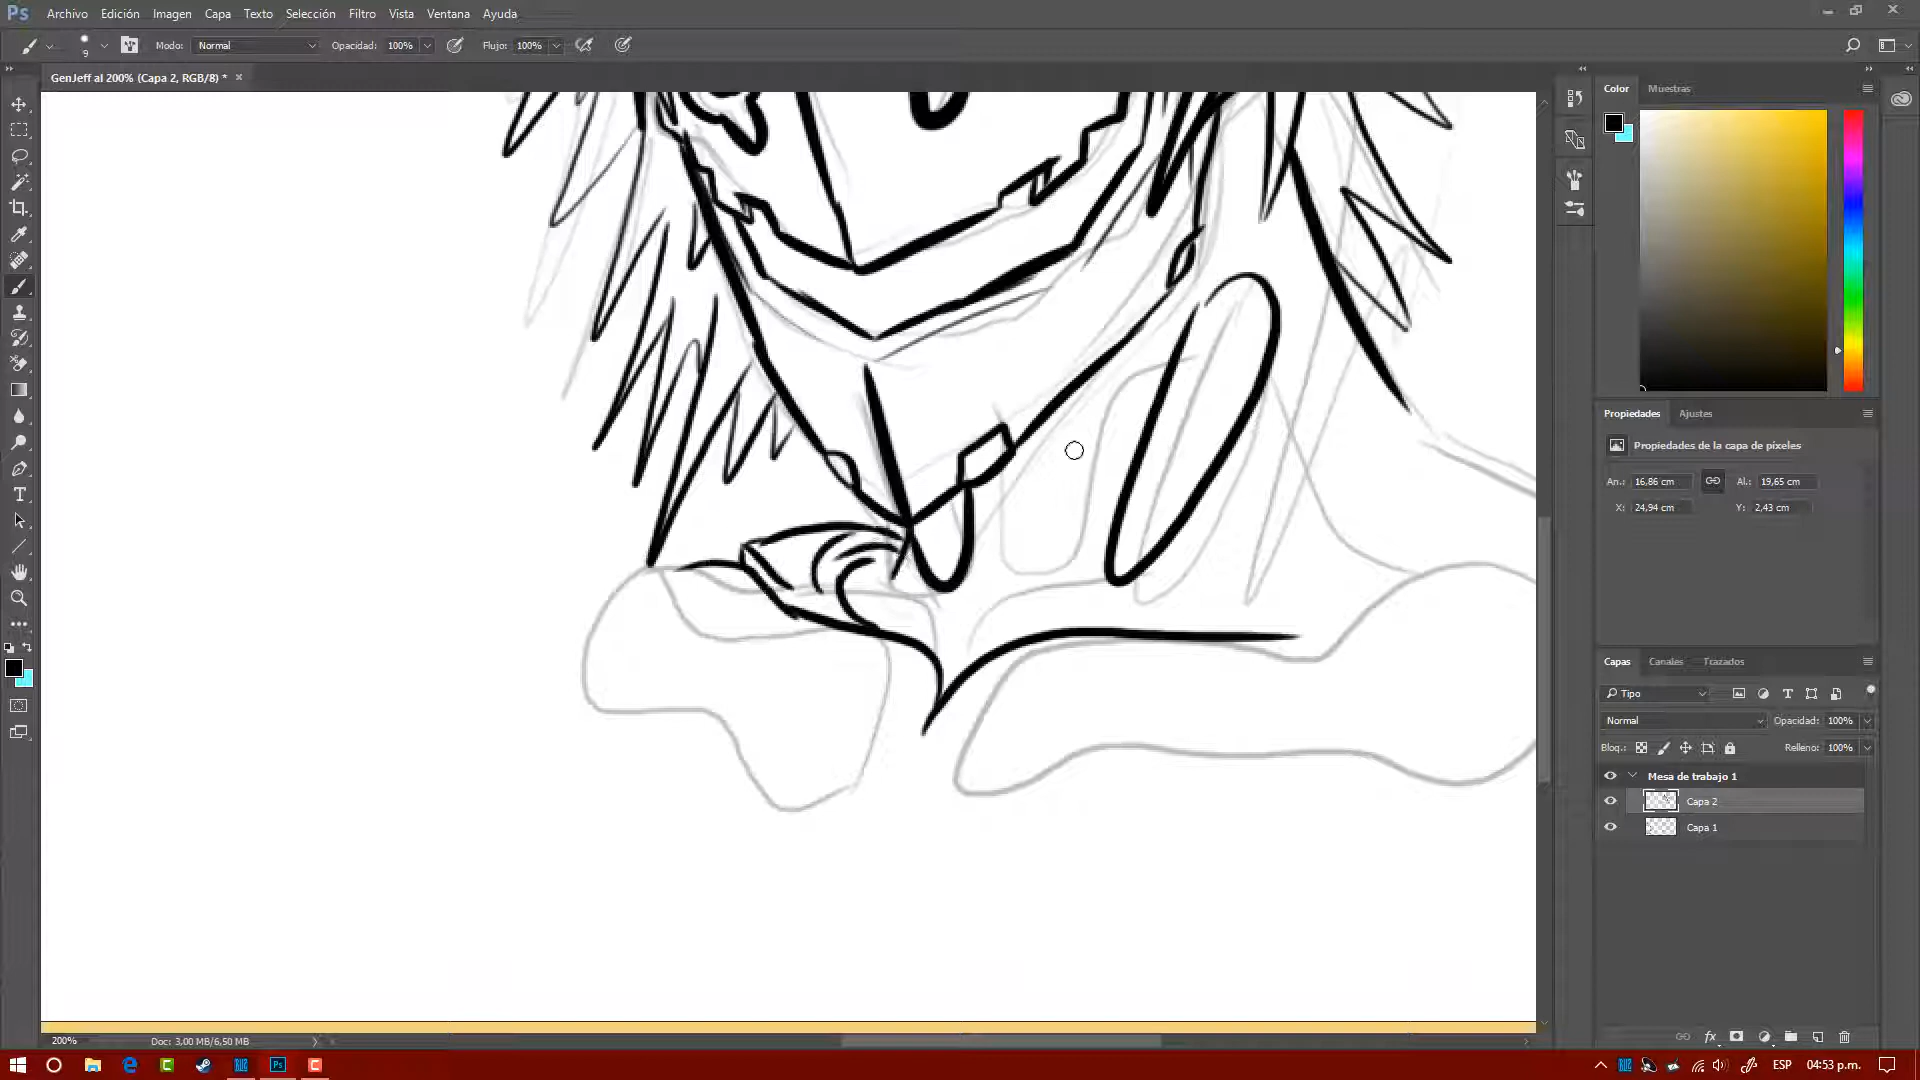 Ps Archivo Edición Imagen Capa Texto Selección Filtro Vista Ventana Ayuda
9 Modo: Normal Opacidad: 100% Flujo: 100%
GenJeff al 200% (Capa 2, RGB/8) * ×
Color Muestras
Propiedades Ajustes
Propiedades de la capa de píxeles
An.: 16,86 cm Al.: 19,65 cm
X: 24,94 cm Y: 2,43 cm
Capas Canales Trazados
Tipo
Normal Opacidad: 100%
Bloq.: Relleno: 100%
Mesa de trabajo 1
Capa 2
Capa 1
fx
200% Doc: 3,00 MB/6,50 MB
Ps ESP 04:53 p.m.